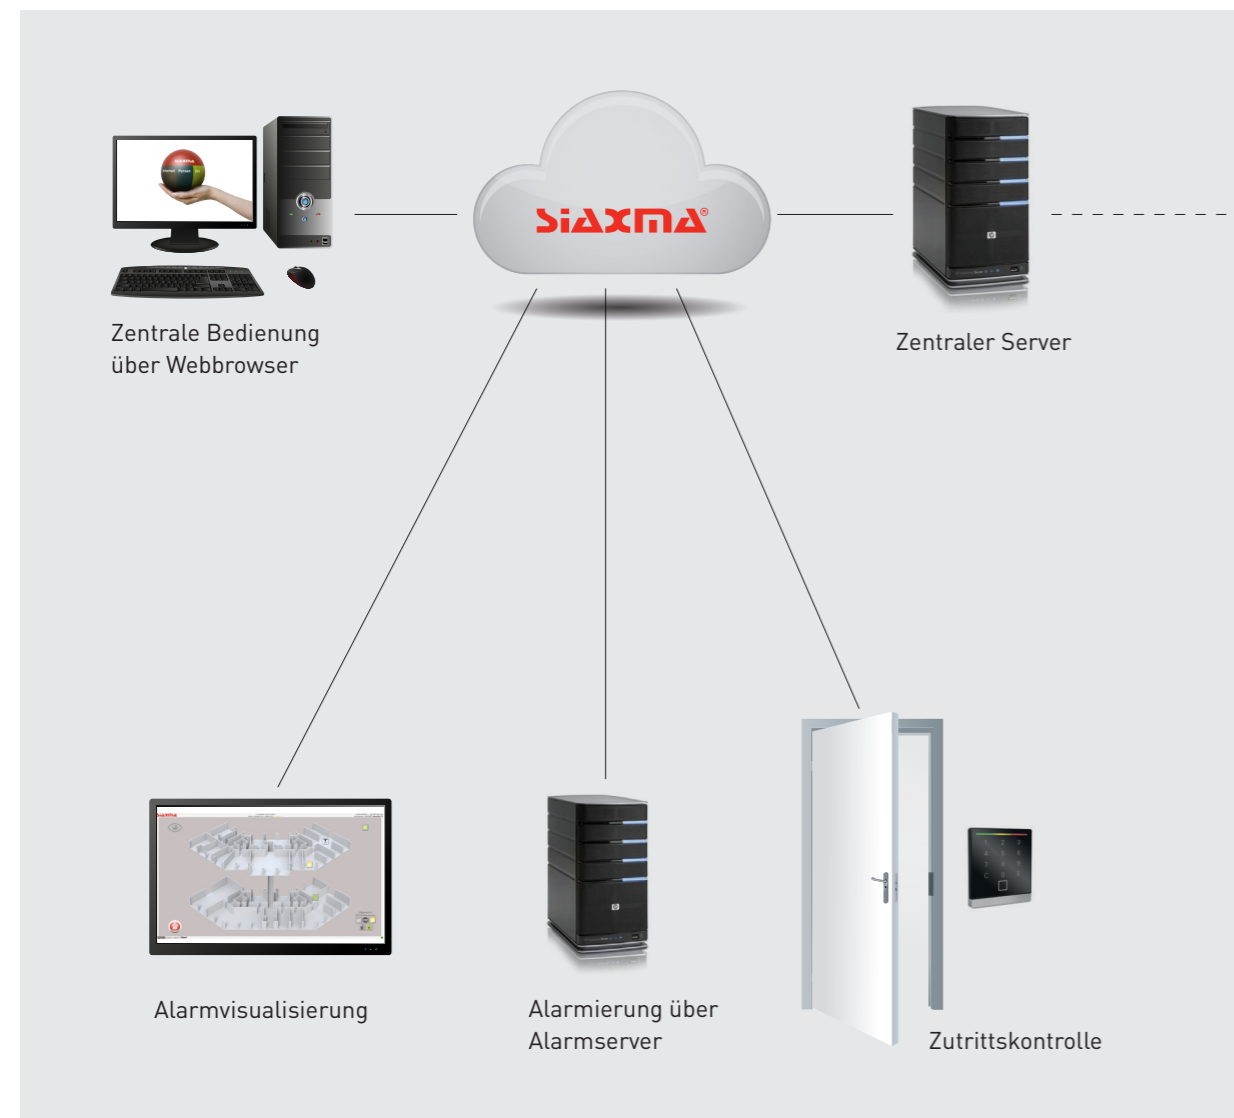 SiAXMA®
Zentrale Bedienung
über Webbrowser
Zentraler Server
Alarmvisualisierung
Alarmierung über
Alarmserver
Zutrittskontrolle